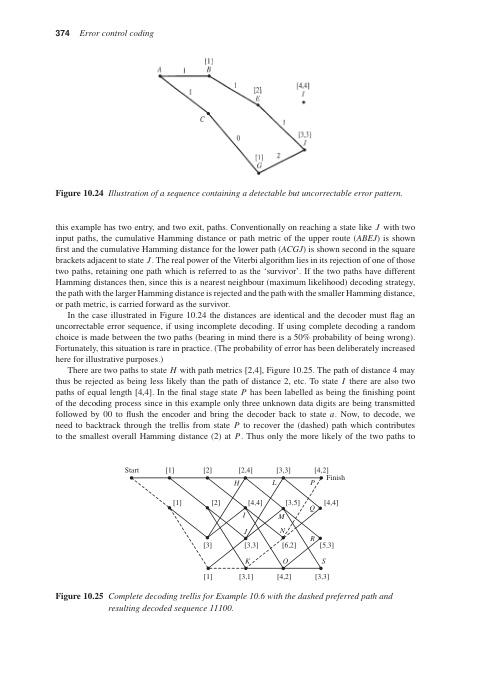 374 Error control coding
[1]
A 1 B
1 1 [2] [4,4]
E I
C
0 1
[3,3]
J
[1] 2
G
Figure 10.24 Illustration of a sequence containing a detectable but uncorrectable error pattern.
this example has two entry, and two exit, paths. Conventionally on reaching a state like J with two
input paths, the cumulative Hamming distance or path metric of the upper route (ABEJ) is shown
first and the cumulative Hamming distance for the lower path (ACGJ) is shown second in the square
brackets adjacent to state J. The real power of the Viterbi algorithm lies in its rejection of one of those
two paths, retaining one path which is referred to as the ‘survivor’. If the two paths have different
Hamming distances then, since this is a nearest neighbour (maximum likelihood) decoding strategy,
the path with the larger Hamming distance is rejected and the path with the smaller Hamming distance,
or path metric, is carried forward as the survivor.
In the case illustrated in Figure 10.24 the distances are identical and the decoder must flag an
uncorrectable error sequence, if using incomplete decoding. If using complete decoding a random
choice is made between the two paths (bearing in mind there is a 50% probability of being wrong).
Fortunately, this situation is rare in practice. (The probability of error has been deliberately increased
here for illustrative purposes.)
There are two paths to state H with path metrics [2,4], Figure 10.25. The path of distance 4 may
thus be rejected as being less likely than the path of distance 2, etc. To state I there are also two
paths of equal length [4,4]. In the final stage state P has been labelled as being the finishing point
of the decoding process since in this example only three unknown data digits are being transmitted
followed by 00 to flush the encoder and bring the decoder back to state a. Now, to decode, we
need to backtrack through the trellis from state P to recover the (dashed) path which contributes
to the smallest overall Hamming distance (2) at P. Thus only the more likely of the two paths to
Start [1] [2] [2,4] [3,3] [4,2]
H L P Finish
[1] [2] [4,4] [3,5] Q [4,4]
I M
J N R
[3] [3,3] [6,2] [5,3]
K O S
[1] [3,1] [4,2] [3,3]
Figure 10.25 Complete decoding trellis for Example 10.6 with the dashed preferred path and
resulting decoded sequence 11100.